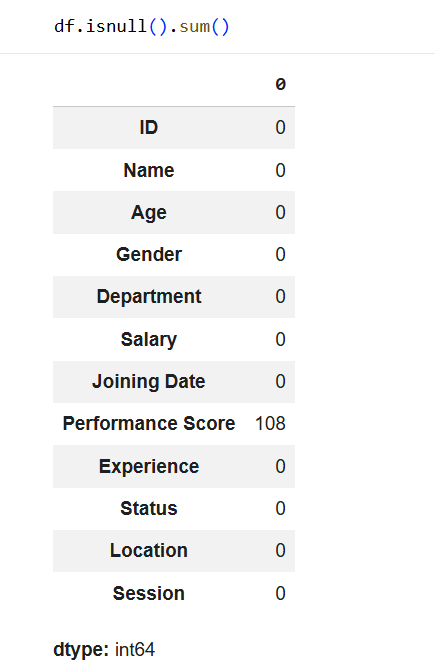 df.isnull().sum()
0
ID 0
Name 0
Age 0
Gender 0
Department 0
Salary 0
Joining Date 0
Performance Score 108
Experience 0
Status 0
Location 0
Session 0
dtype: int64